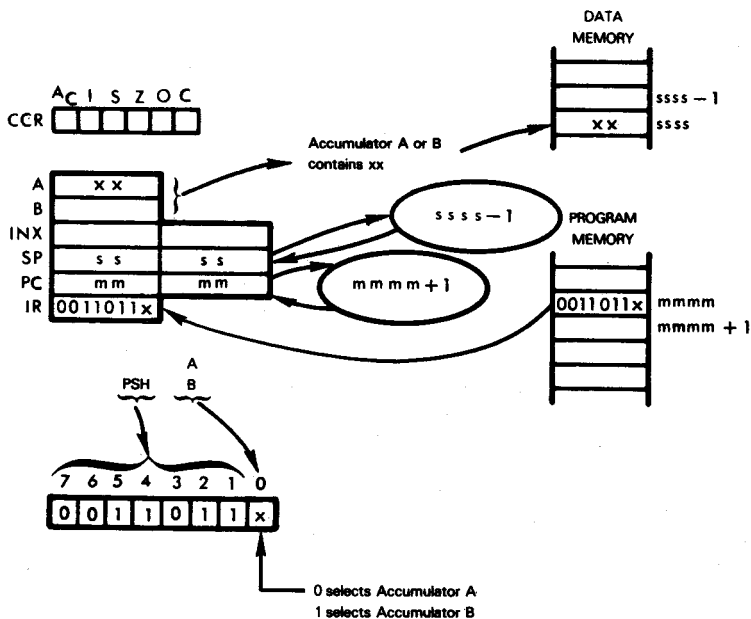 DATA
MEMORY
A_C I S Z O C
CCR
ssss – 1
xx ssss
Accumulator A or B
contains xx
A xx
B
INX
SP ss ss
PC mm mm
IR 0011011x
ssss – 1
mmmm + 1
PROGRAM
MEMORY
0011011x mmmm
mmmm + 1
PSH
A
B
7 6 5 4 3 2 1 0
0 0 1 1 0 1 1 x
0 selects Accumulator A
1 selects Accumulator B